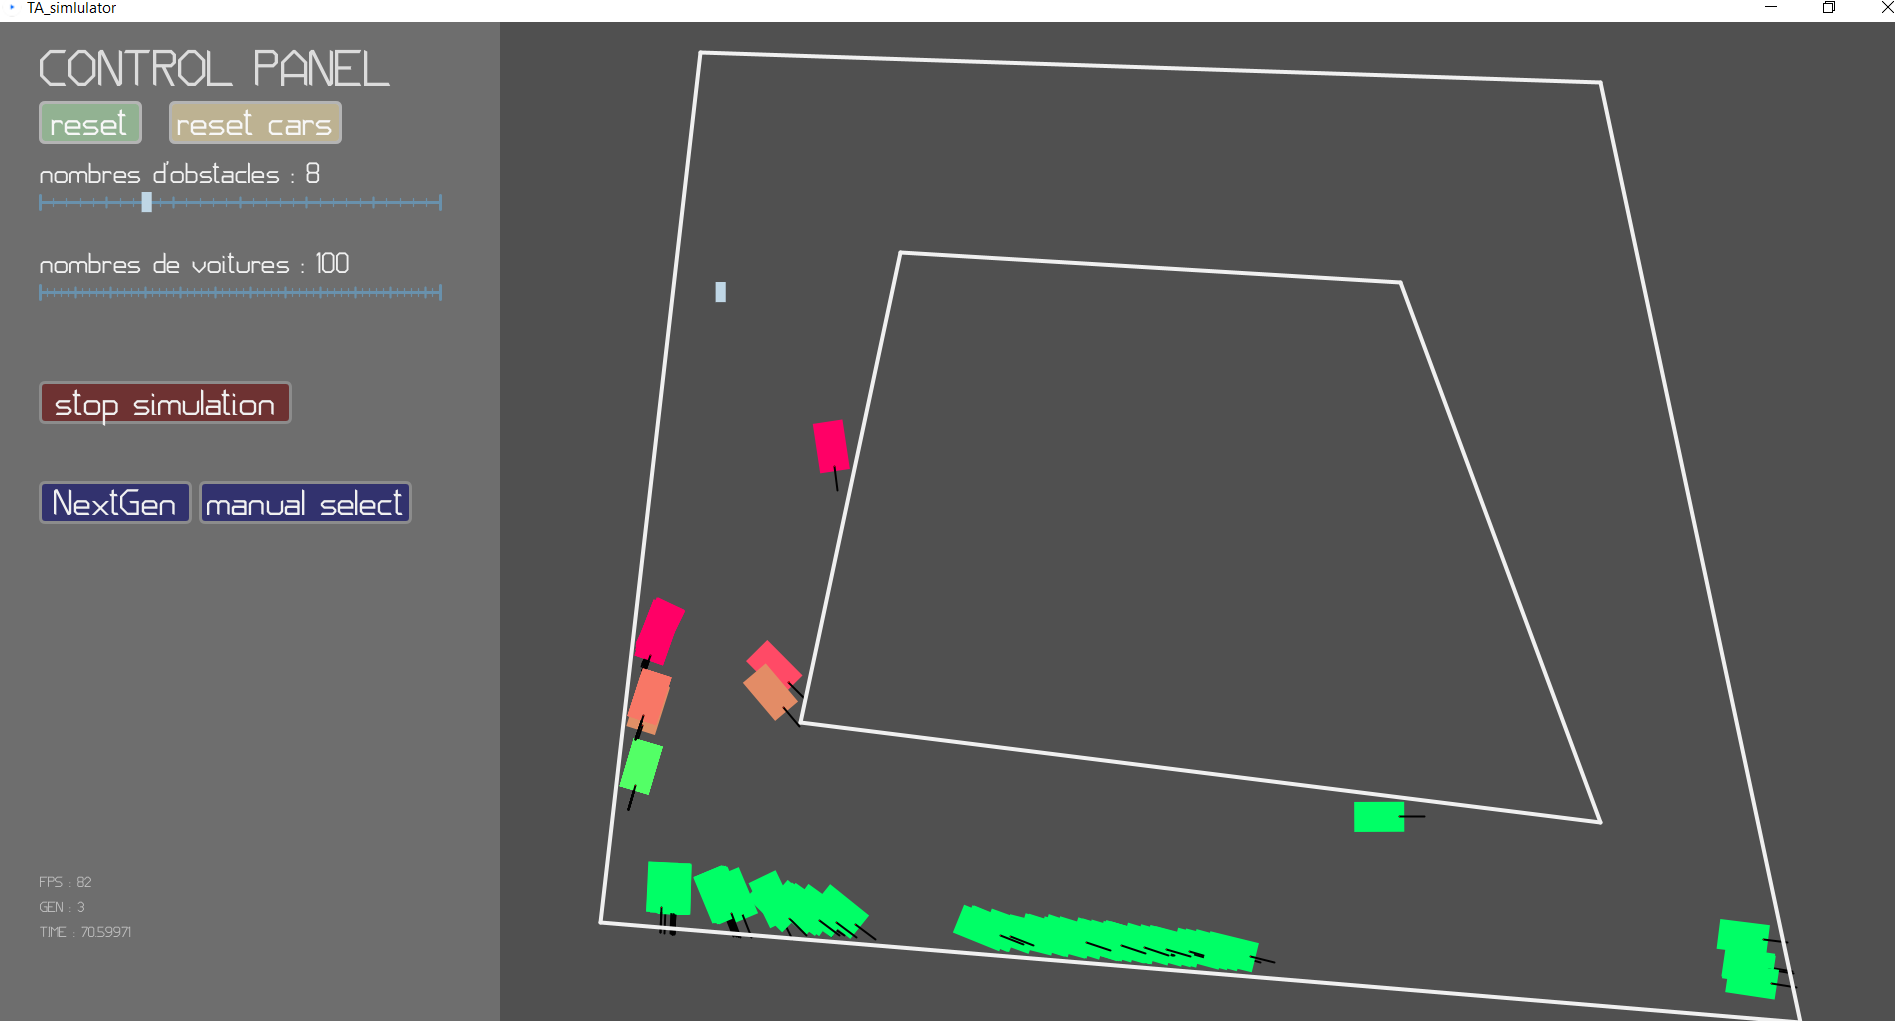 TA_simlulator
CONTROL PANEL
reset
reset cars
nombres d'obstacles : 8
nombres de voitures : 100
stop simulation
NextGen
manual select
FPS : 82
GEN : 3
TIME : 70.59971